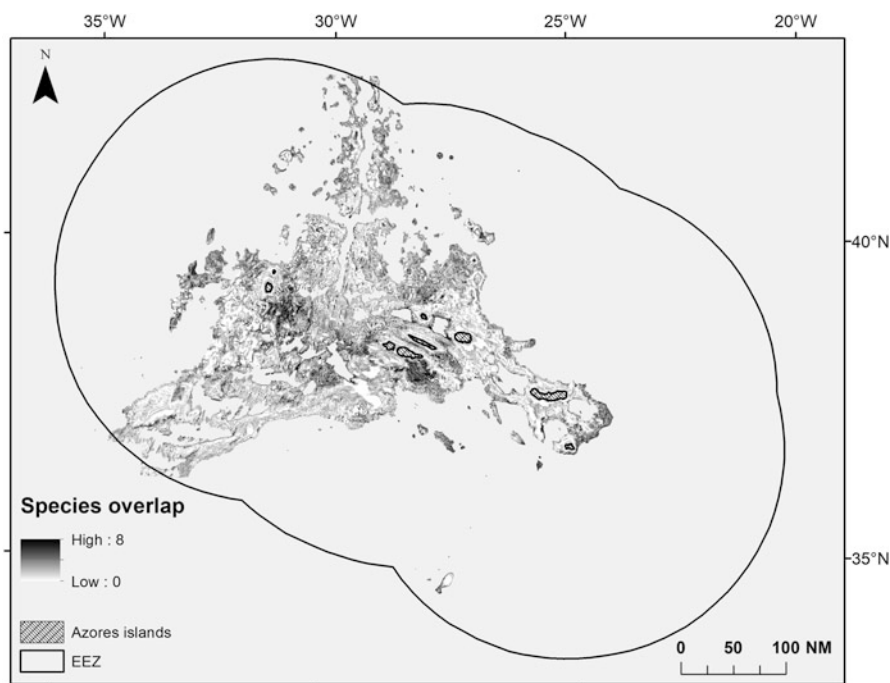 35°W 30°W 25°W 20°W
N
40°N
35°N
Species overlap
High : 8
Low : 0
Azores islands
EEZ
0 50 100 NM